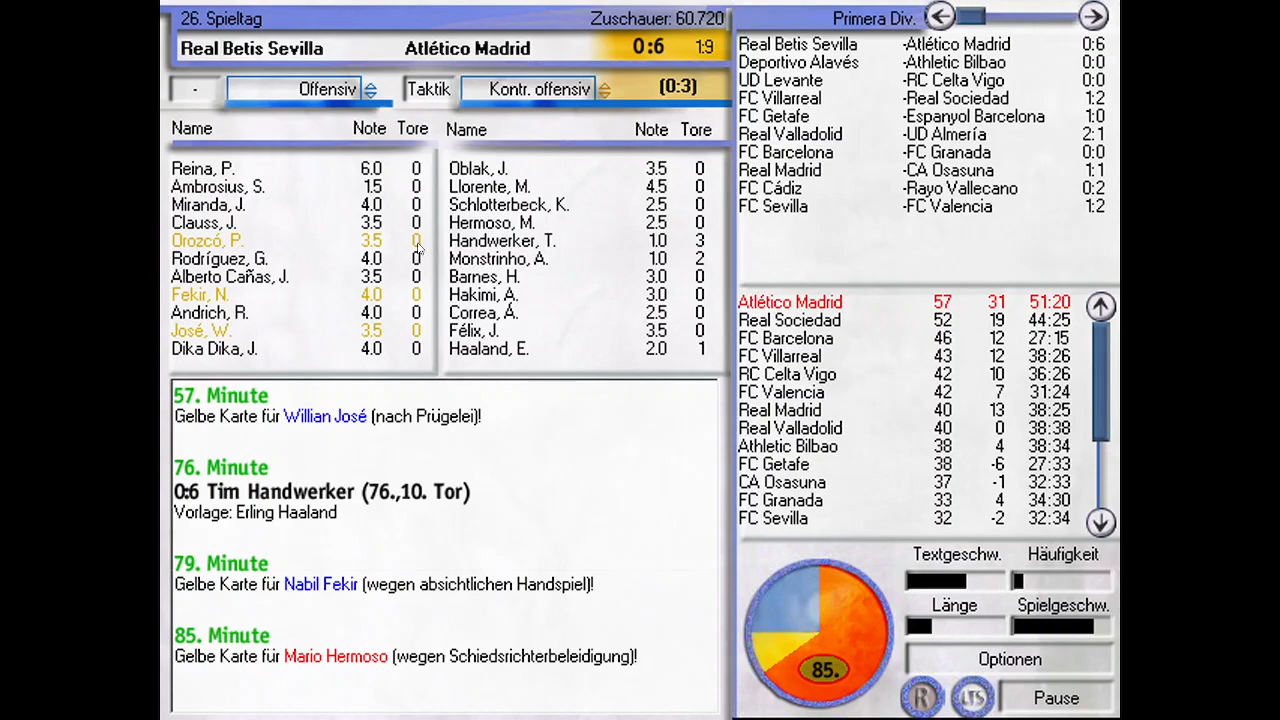 26. Spieltag Zuschauer: 60.720
Real Betis Sevilla Atlético Madrid 0:6 1:9
- Offensiv Taktik Kontr. offensiv (0:3)
Name Note Tore Name Note Tore
Reina, P. 6.0 0 Oblak, J. 3.5 0
Ambrosius, S. 1.5 0 Llorente, M. 4.5 0
Miranda, J. 4.0 0 Schlotterbeck, K. 2.5 0
Clauss, J. 3.5 0 Hermoso, M. 2.5 0
Orozcó, P. 3.5 0 Handwerker, T. 1.0 3
Rodríguez, G. 4.0 0 Monstrinho, A. 1.0 2
Alberto Cañas, J. 3.5 0 Barnes, H. 3.0 0
Fekir, N. 4.0 0 Hakimi, A. 3.0 0
Andrich, R. 4.0 0 Correa, Á. 2.5 0
José, W. 3.5 0 Félix, J. 3.5 0
Dika Dika, J. 4.0 0 Haaland, E. 2.0 1
57. Minute
Gelbe Karte für Willian José (nach Prügelei)!
76. Minute
0:6 Tim Handwerker (76.,10. Tor)
Vorlage: Erling Haaland
79. Minute
Gelbe Karte für Nabil Fekir (wegen absichtlichen Handspiel)!
85. Minute
Gelbe Karte für Mario Hermoso (wegen Schiedsrichterbeleidigung)!
Primera Div.
Real Betis Sevilla -Atlético Madrid 0:6
Deportivo Alavés -Athletic Bilbao 0:0
UD Levante -RC Celta Vigo 0:0
FC Villarreal -Real Sociedad 1:2
FC Getafe -Espanyol Barcelona 1:0
Real Valladolid -UD Almería 2:1
FC Barcelona -FC Granada 0:0
Real Madrid -CA Osasuna 1:1
FC Cádiz -Rayo Vallecano 0:2
FC Sevilla -FC Valencia 1:2
Atlético Madrid 57 31 51:20
Real Sociedad 52 19 44:25
FC Barcelona 46 12 27:15
FC Villarreal 43 12 38:26
RC Celta Vigo 42 10 36:26
FC Valencia 42 7 31:24
Real Madrid 40 13 38:25
Real Valladolid 40 0 38:38
Athletic Bilbao 38 4 38:34
FC Getafe 38 -6 27:33
CA Osasuna 37 -1 32:33
FC Granada 33 4 34:30
FC Sevilla 32 -2 32:34
Textgeschw. Häufigkeit
Länge Spielgeschw.
85.
Optionen
R LTS Pause